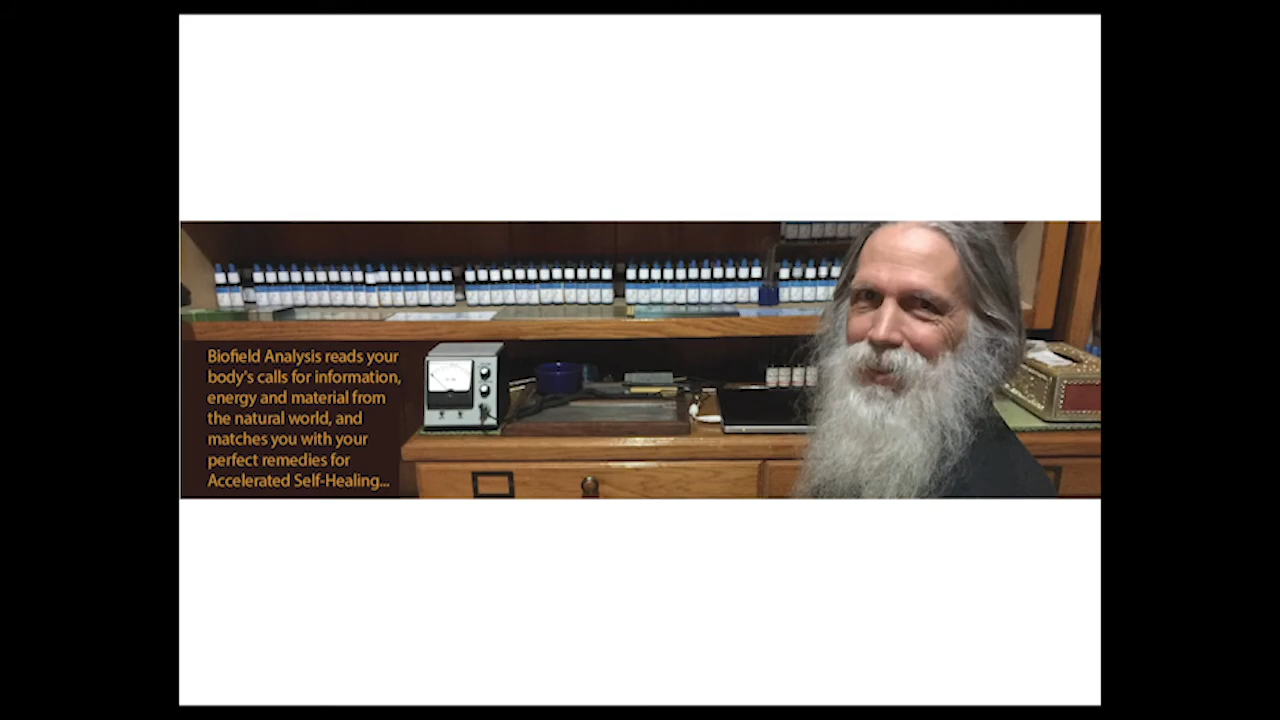 Biofield Analysis reads your
body's calls for information,
energy and material from
the natural world, and
matches you with your
perfect remedies for
Accelerated Self-Healing...